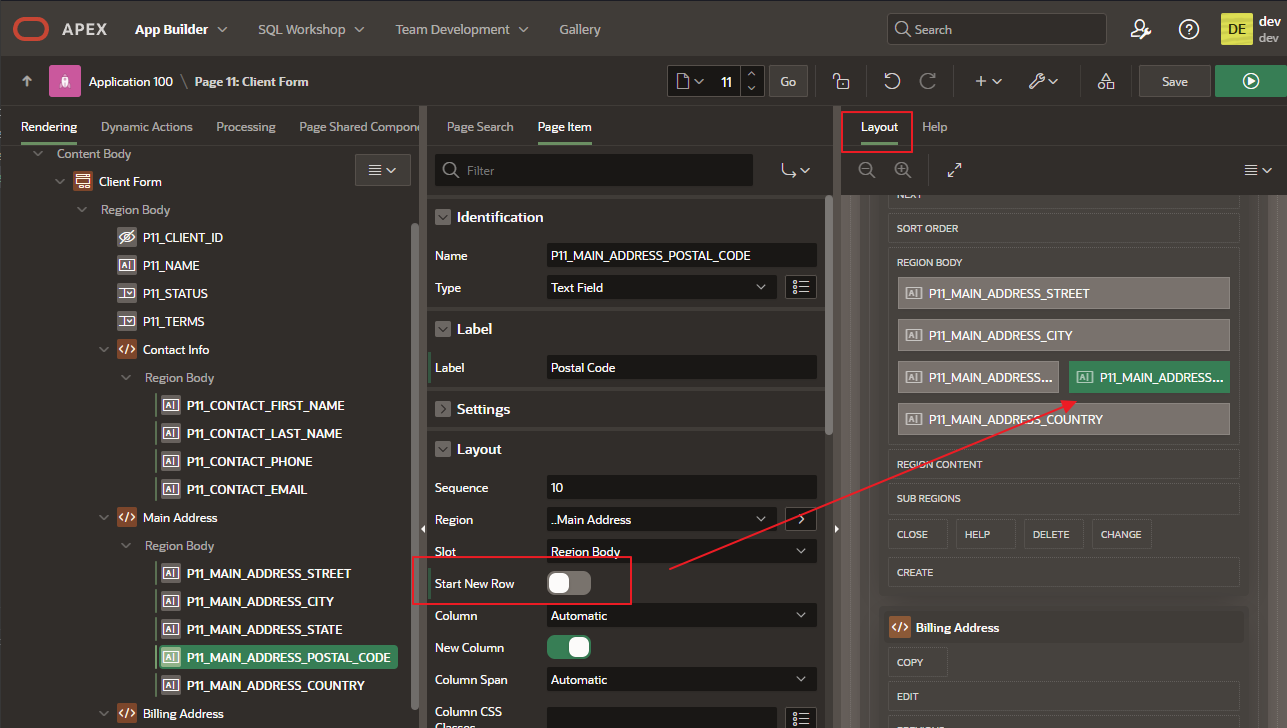 APEX App Builder SQL Workshop Team Development Gallery Search DE dev
dev
Application 100 \ Page 11: Client Form 11 Go Save
Rendering Dynamic Actions Processing Page Shared Compon
Content Body
Client Form
Region Body
P11_CLIENT_ID
P11_NAME
P11_STATUS
P11_TERMS
Contact Info
Region Body
P11_CONTACT_FIRST_NAME
P11_CONTACT_LAST_NAME
P11_CONTACT_PHONE
P11_CONTACT_EMAIL
Main Address
Region Body
P11_MAIN_ADDRESS_STREET
P11_MAIN_ADDRESS_CITY
P11_MAIN_ADDRESS_STATE
P11_MAIN_ADDRESS_POSTAL_CODE
P11_MAIN_ADDRESS_COUNTRY
Billing Address
Page Search Page Item
Filter
Identification
Name P11_MAIN_ADDRESS_POSTAL_CODE
Type Text Field
Label
Label Postal Code
Settings
Layout
Sequence 10
Region ..Main Address
Slot Region Body
Start New Row
Column Automatic
New Column
Column Span Automatic
Column CSS
Classes
Layout Help
NEXT
SORT ORDER
REGION BODY
P11_MAIN_ADDRESS_STREET
P11_MAIN_ADDRESS_CITY
P11_MAIN_ADDRESS... P11_MAIN_ADDRESS...
P11_MAIN_ADDRESS_COUNTRY
REGION CONTENT
SUB REGIONS
CLOSE HELP DELETE CHANGE
CREATE
Billing Address
COPY
EDIT